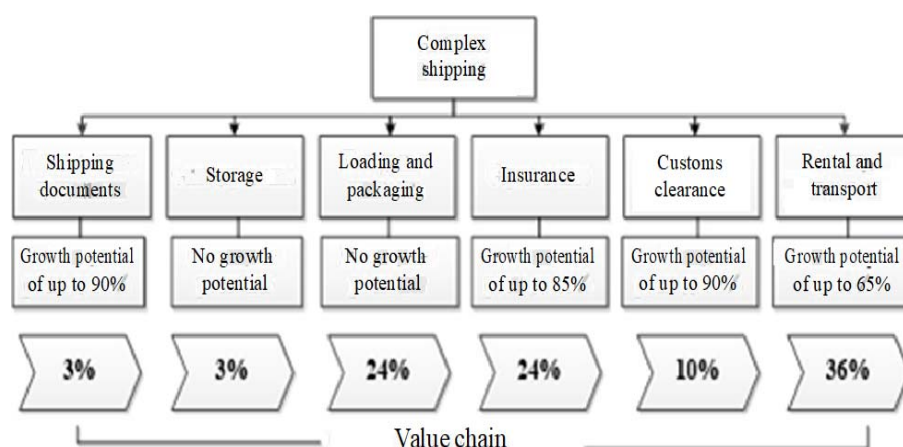 Complex
shipping
Shipping
documents
Storage
Loading and
packaging
Insurance
Customs
clearance
Rental and
transport
Growth potential
of up to 90%
No growth
potential
No growth
potential
Growth potential
of up to 85%
Growth potential
of up to 90%
Growth potential
of up to 65%
3%
3%
24%
24%
10%
36%
Value chain